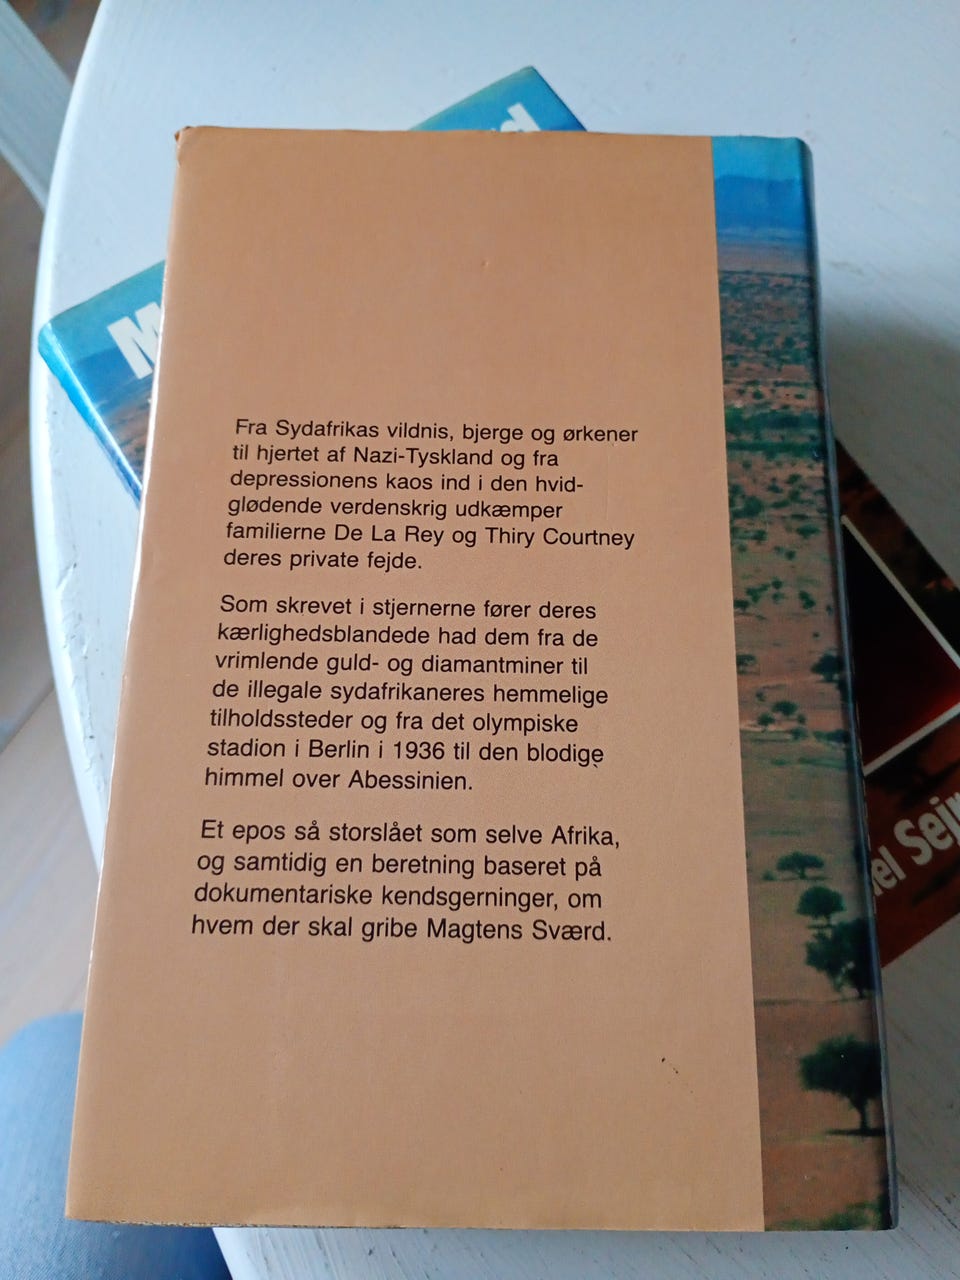 Fra Sydafrikas vildnis, bjerge og ørkener
til hjertet af Nazi-Tyskland og fra
depressionens kaos ind i den hvid-
glødende verdenskrig udkæmper
familierne De La Rey og Thiry Courtney
deres private fejde.
Som skrevet i stjernerne fører deres
kærlighedsblandede had dem fra de
vrimlende guld- og diamantminer til
de illegale sydafrikaneres hemmelige
tilholdssteder og fra det olympiske
stadion i Berlin i 1936 til den blodige
himmel over Abessinien.
Et epos så storslået som selve Afrika,
og samtidig en beretning baseret på
dokumentariske kendsgerninger, om
hvem der skal gribe Magtens Sværd.